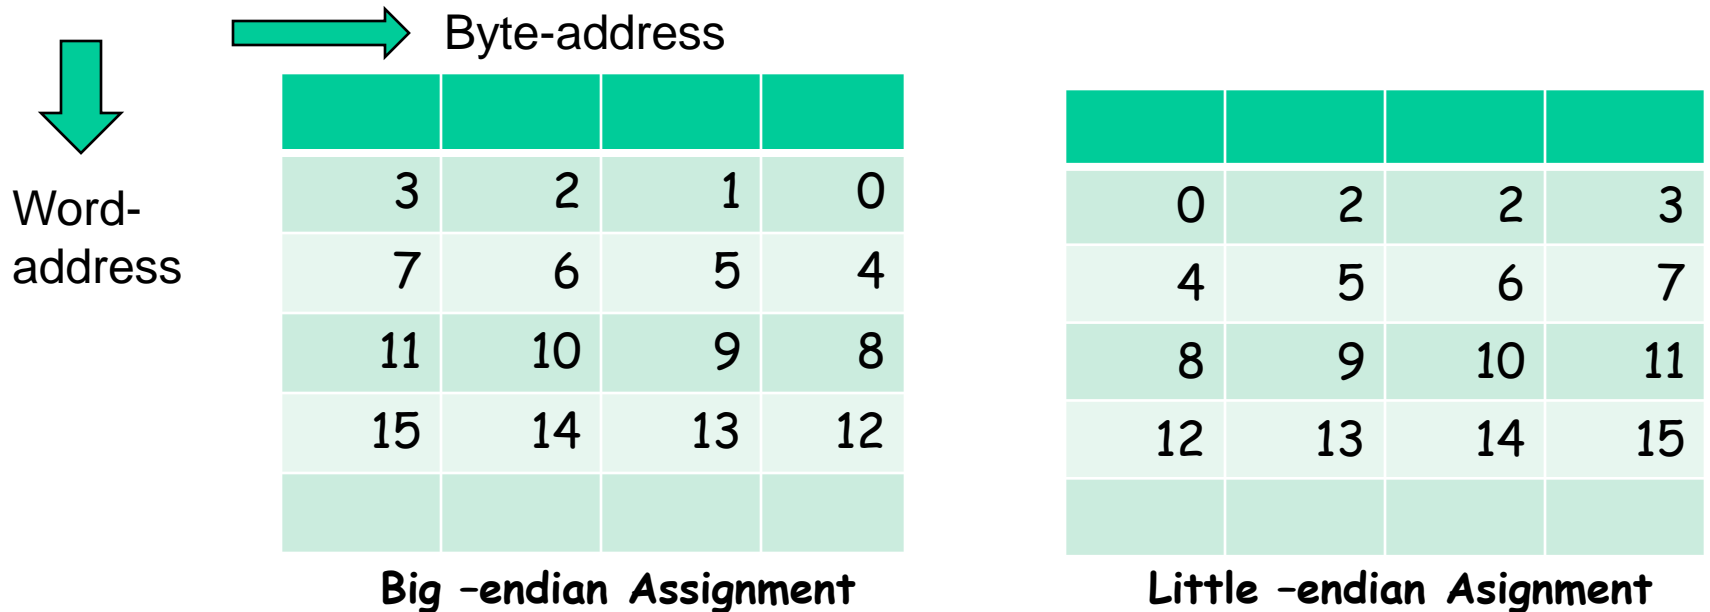 Byte-address
Word-
address
3 2 1 0
7 6 5 4
11 10 9 8
15 14 13 12
Big –endian Assignment
0 2 2 3
4 5 6 7
8 9 10 11
12 13 14 15
Little –endian Asignment